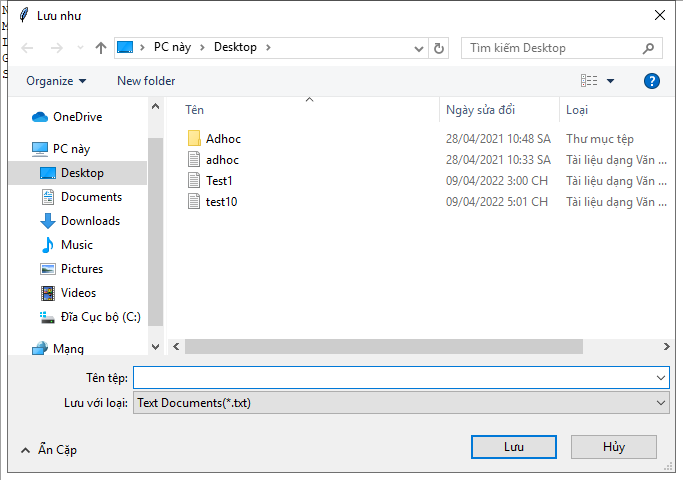 Lưu như
N
M
I
G
S
PC này
Desktop
Tìm kiếm Desktop
Organize
New folder
?
OneDrive
PC này
Desktop
Documents
Downloads
Music
Pictures
Videos
Đĩa Cục bộ (C:)
Mạng
Tên Ngày sửa đổi Loại
Adhoc 28/04/2021 10:48 SA Thư mục tệp
adhoc 28/04/2021 10:33 SA Tài liệu dạng Văn ...
Test1 09/04/2022 3:00 CH Tài liệu dạng Văn ...
test10 09/04/2022 5:01 CH Tài liệu dạng Văn ...
Tên tệp:
Lưu với loại: Text Documents(*.txt)
Ẩn Cặp
Lưu
Hủy